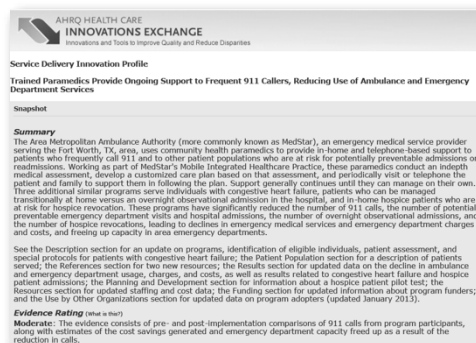 AHRQ HEALTH CARE
INNOVATIONS EXCHANGE
Innovations and Tools to Improve Quality and Reduce Disparities
Service Delivery Innovation Profile
Trained Paramedics Provide Ongoing Support to Frequent 911 Callers, Reducing Use of Ambulance and Emergency
Department Services
Snapshot
Summary
The Area Metropolitan Ambulance Authority (more commonly known as MedStar), an emergency medical service provider
serving the Fort Worth, TX, area, uses community health paramedics to provide in-home and telephone-based support to
patients who frequently call 911 and to other patient populations who are at risk for potentially preventable admissions or
readmissions. Working as part of MedStar's Mobile Integrated Healthcare Practice, these paramedics conduct an indepth
medical assessment, develop a customized care plan based on that assessment, and periodically visit or telephone the
patient and family to support them in following the plan. Support generally continues until they can manage on their own.
Three additional similar programs serve individuals with congestive heart failure, patients who can be managed
transitionally at home versus an overnight observational admission in the hospital, and in-home hospice patients who are
at risk for hospice revocation. These programs have significantly reduced the number of 911 calls, the number of potential
preventable emergency department visits and hospital admissions, the number of overnight observational admissions, and
the number of hospice revocations, leading to declines in emergency medical services and emergency department charges
and costs, and freeing up capacity in area emergency departments.
See the Description section for an update on programs, identification of eligible individuals, patient assessment, and
special protocols for patients with congestive heart failure; the Patient Population section for a description of patients
served; the References section for two new resources; the Results section for updated data on the decline in ambulance
and emergency department usage, charges, and costs, as well as results related to congestive heart failure and hospice
patient admissions; the Planning and Development section for information about a hospice patient pilot test; the
Resources section for updated staffing and cost data; the Funding section for updated information about program funders;
and the Use by Other Organizations section for updated data on program adopters (updated January 2013).
Evidence Rating (What is this?)
Moderate: The evidence consists of pre- and post-implementation comparisons of 911 calls from program participants,
along with estimates of the cost savings generated and emergency department capacity freed up as a result of the
reduction in calls.